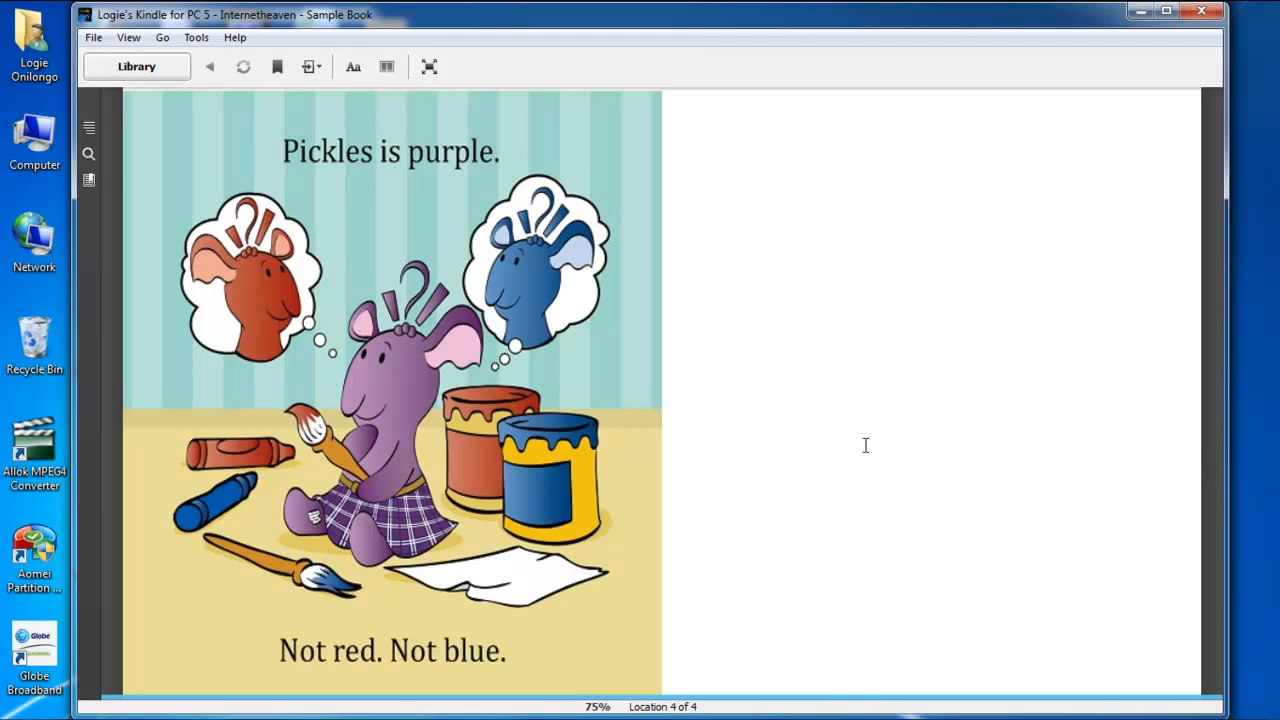 Logie's Kindle for PC 5 - Internetheaven - Sample Book
File View Go Tools Help
Library
Aa
Pickles is purple.
Not red. Not blue.
75% Location 4 of 4
Logie
Onilongo
Computer
Network
Recycle Bin
Allok MPEG4
Converter
Aomei
Partition ...
Globe
Globe
Broadband